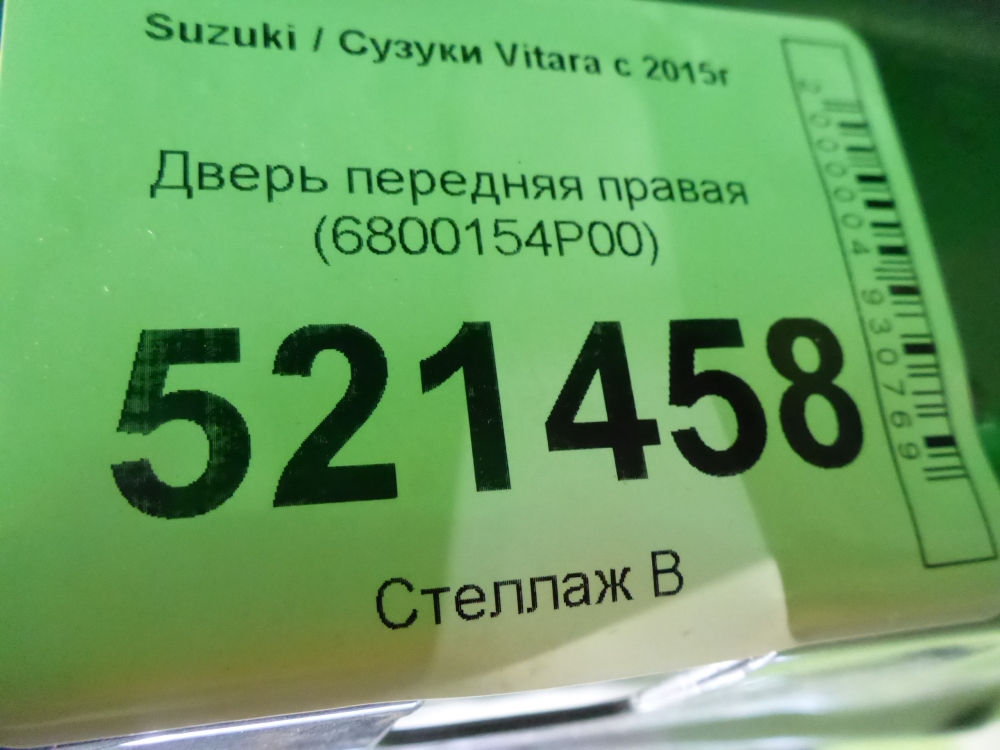 Suzuki / Сузуки Vitara с 2015г
Дверь передняя правая
(6800154P00)
521458
Стеллаж В
2000004930769